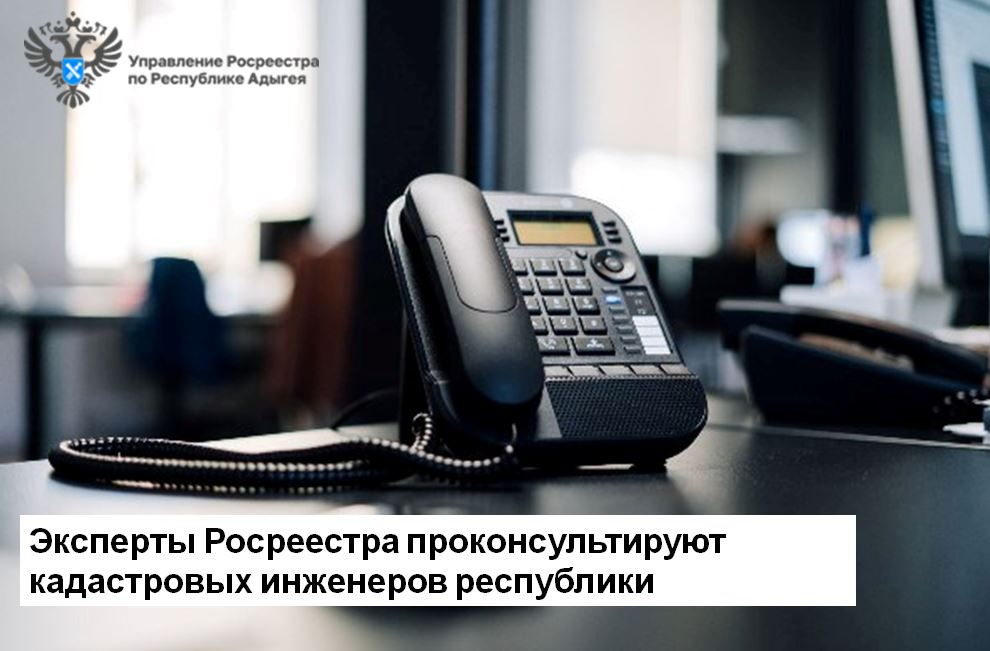 Управление Росреестра
по Республике Адыгея
Эксперты Росреестра проконсультируют
кадастровых инженеров республики